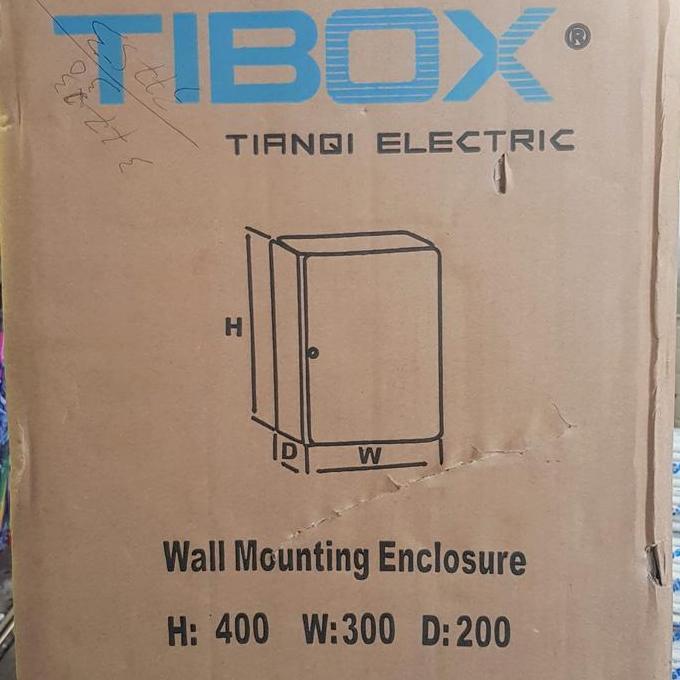 TIBOX®
TIANQI ELECTRIC
H
D
W
Wall Mounting Enclosure
H: 400 W:300 D:200